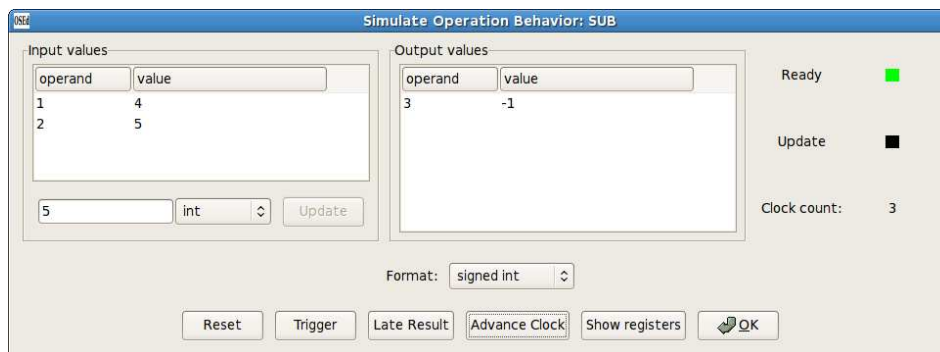 OSEd
Simulate Operation Behavior: SUB
Input values
operand value
1 4
2 5
5 int Update
Output values
operand value
3 -1
Ready
Update
Clock count: 3
Format: signed int
Reset Trigger Late Result Advance Clock Show registers OK